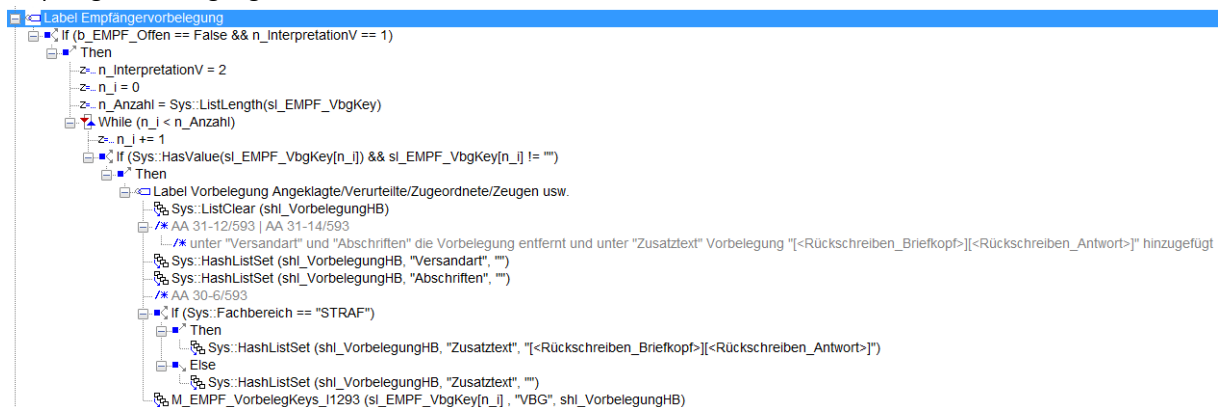 Label Empfängervorbelegung
If (b_EMPF_Offen == False && n_InterpretationV == 1)
Then
n_InterpretationV = 2
n_i = 0
n_Anzahl = Sys::ListLength(sl_EMPF_VbgKey)
While (n_i < n_Anzahl)
n_i += 1
If (Sys::HasValue(sl_EMPF_VbgKey[n_i]) && sl_EMPF_VbgKey[n_i] != "")
Then
Label Vorbelegung Angeklagte/Verurteilte/Zugeordnete/Zeugen usw.
Sys::ListClear (shl_VorbelegungHB)
/* AA 31-12/593 | AA 31-14/593
/* unter "Versandart" und "Abschriften" die Vorbelegung entfernt und unter "Zusatztext" Vorbelegung "[<Rückschreiben_Briefkopf>][<Rückschreiben_Antwort>]" hinzugefügt
Sys::HashListSet (shl_VorbelegungHB, "Versandart", "")
Sys::HashListSet (shl_VorbelegungHB, "Abschriften", "")
/* AA 30-6/593
If (Sys::Fachbereich == "STRAF")
Then
Sys::HashListSet (shl_VorbelegungHB, "Zusatztext", "[<Rückschreiben_Briefkopf>][<Rückschreiben_Antwort>]")
Else
Sys::HashListSet (shl_VorbelegungHB, "Zusatztext", "")
M_EMPF_VorbelegKeys_I1293 (sl_EMPF_VbgKey[n_i] , "VBG", shl_VorbelegungHB)